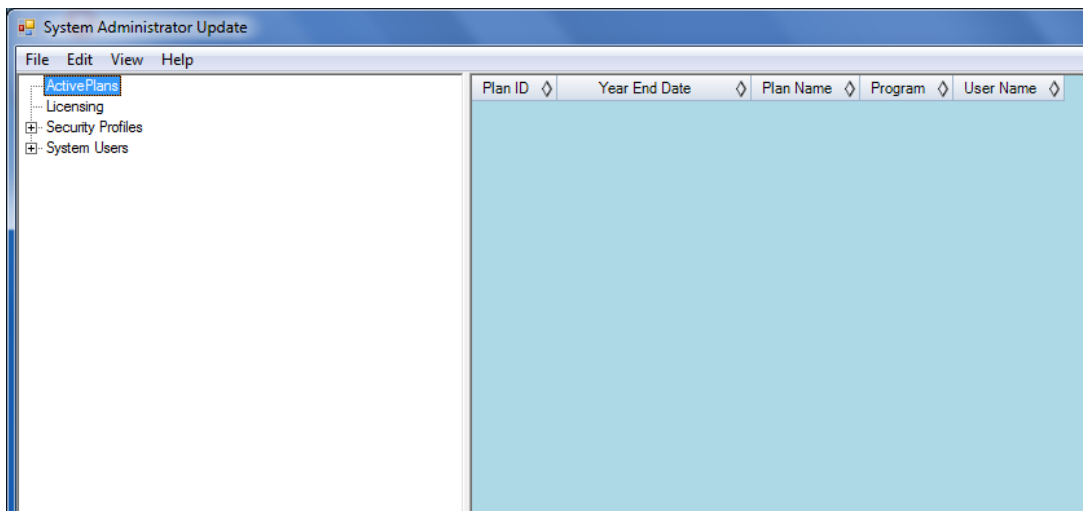 System Administrator Update
File Edit View Help
ActivePlans
Licensing
Security Profiles
System Users
Plan ID Year End Date Plan Name Program User Name